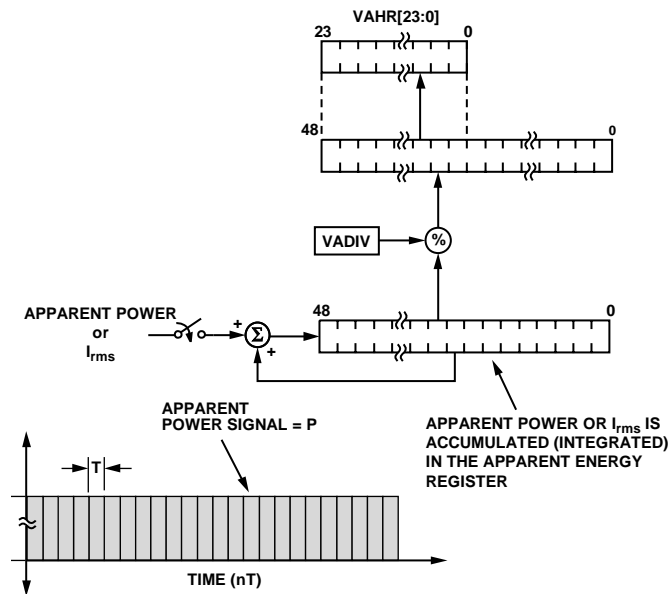 VAHR[23:0]
23 0
48 0
VADIV %
48 0
APPARENT POWER
or
Irms
+ Σ +
APPARENT
POWER SIGNAL = P
APPARENT POWER OR Irms IS
ACCUMULATED (INTEGRATED)
IN THE APPARENT ENERGY
REGISTER
T
TIME (nT)